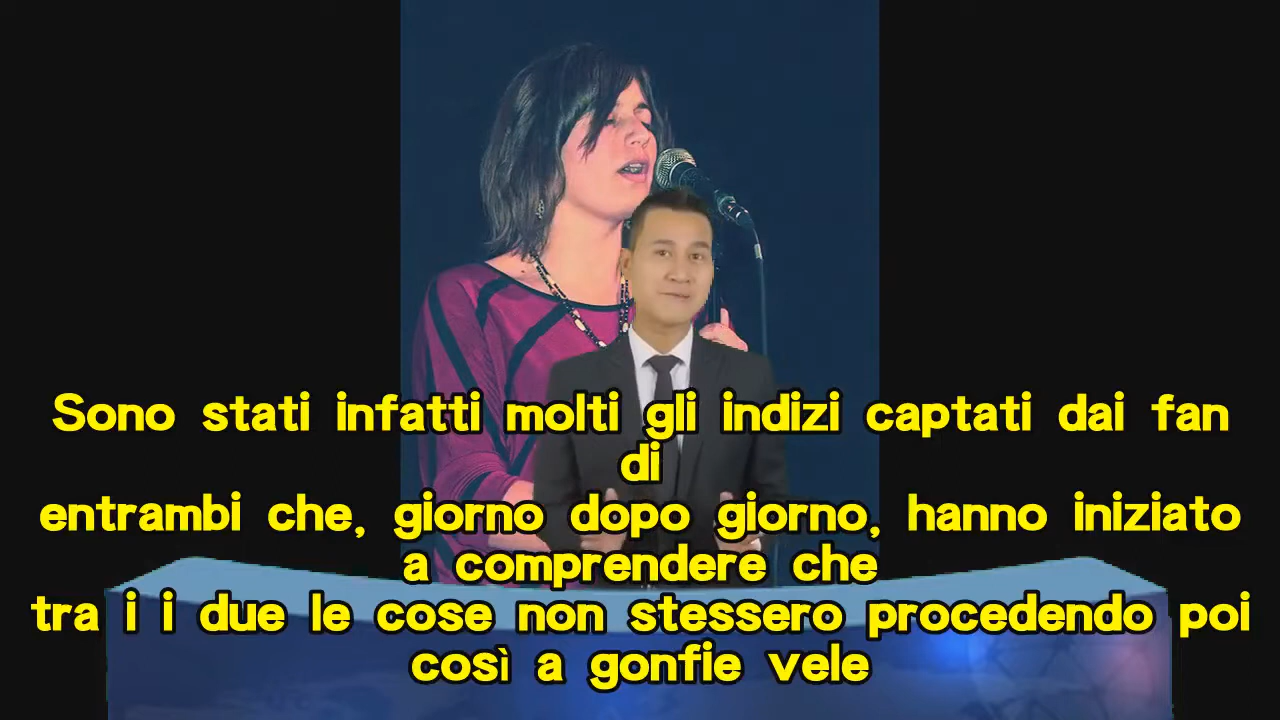 Sono stati infatti molti gli indizi captati dai fan
di
entrambi che, giorno dopo giorno, hanno iniziato
a comprendere che
tra i i due le cose non stessero procedendo poi
così a gonfie vele